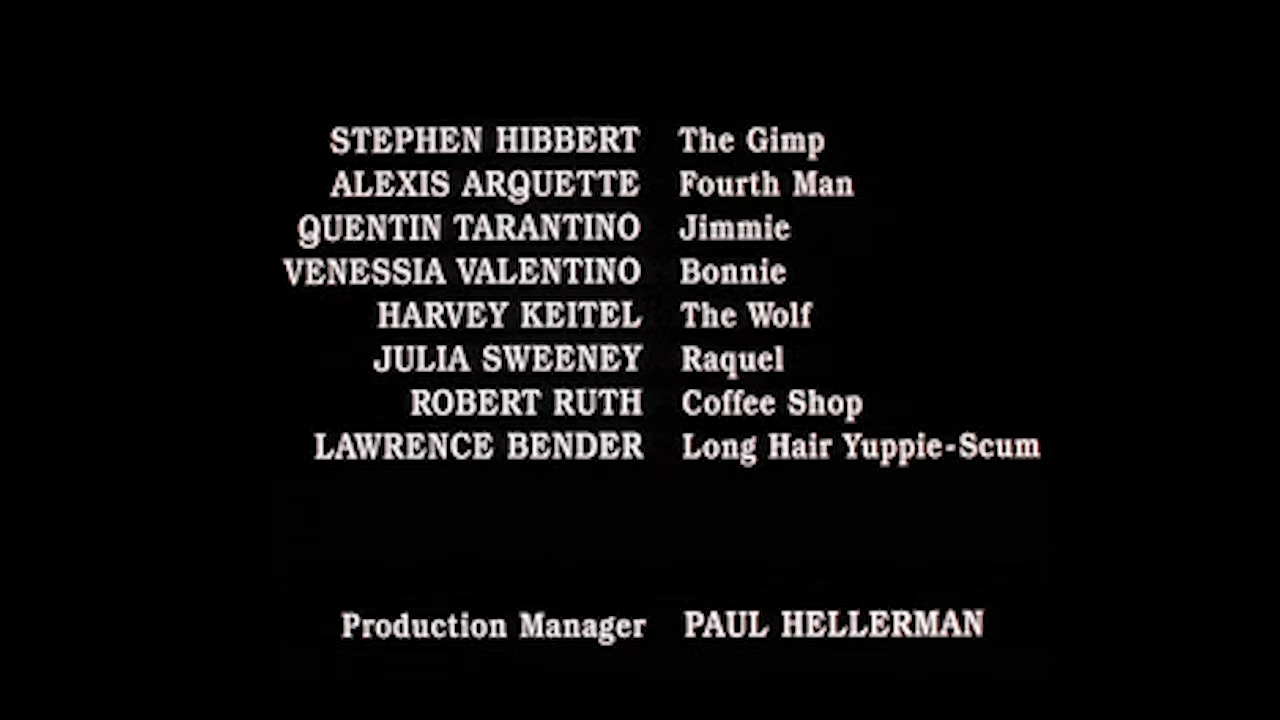 STEPHEN HIBBERT The Gimp
ALEXIS ARQUETTE Fourth Man
QUENTIN TARANTINO Jimmie
VENESSIA VALENTINO Bonnie
HARVEY KEITEL The Wolf
JULIA SWEENEY Raquel
ROBERT RUTH Coffee Shop
LAWRENCE BENDER Long Hair Yuppie-Scum
Production Manager PAUL HELLERMAN